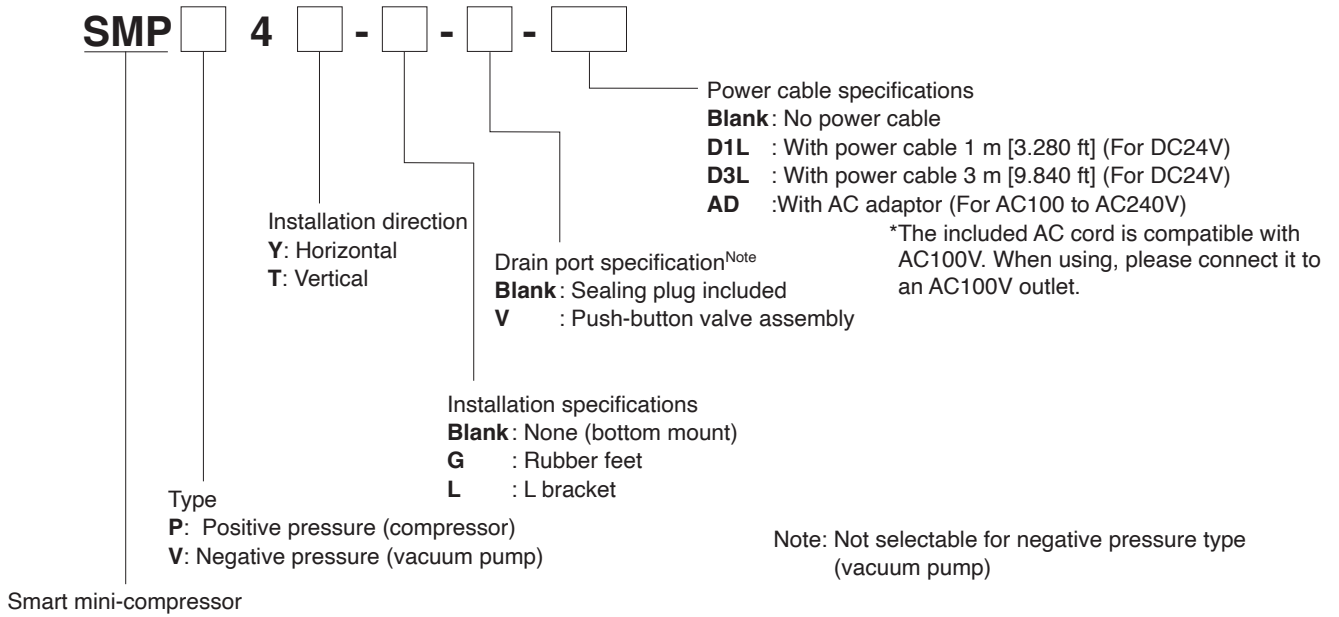 SMP 4 - - -
Power cable specifications
Blank : No power cable
D1L : With power cable 1 m [3.280 ft] (For DC24V)
D3L : With power cable 3 m [9.840 ft] (For DC24V)
AD :With AC adaptor (For AC100 to AC240V)
*The included AC cord is compatible with
AC100V. When using, please connect it to
an AC100V outlet.
Installation direction
Y: Horizontal
T: Vertical
Drain port specificationNote
Blank : Sealing plug included
V : Push-button valve assembly
Installation specifications
Blank : None (bottom mount)
G : Rubber feet
L : L bracket
Type
P: Positive pressure (compressor)
V: Negative pressure (vacuum pump)
Note: Not selectable for negative pressure type
(vacuum pump)
Smart mini-compressor